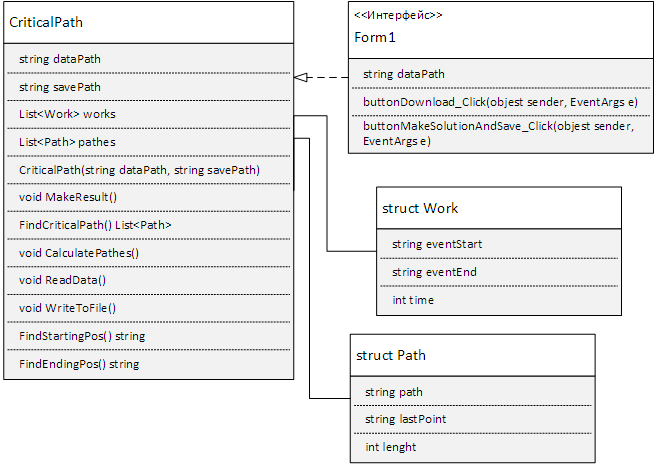 CriticalPath
string dataPath
string savePath
List<Work> works
List<Path> pathes
CriticalPath(string dataPath, string savePath)
void MakeResult()
FindCriticalPath() List<Path>
void CalculatePathes()
void ReadData()
void WriteToFile()
FindStartingPos() string
FindEndingPos() string
<<Интерфейс>>
Form1
string dataPath
buttonDownload_Click(objest sender, EventArgs e)
buttonMakeSolutionAndSave_Click(objest sender,
EventArgs e)
struct Work
string eventStart
string eventEnd
int time
struct Path
string path
string lastPoint
int lenght